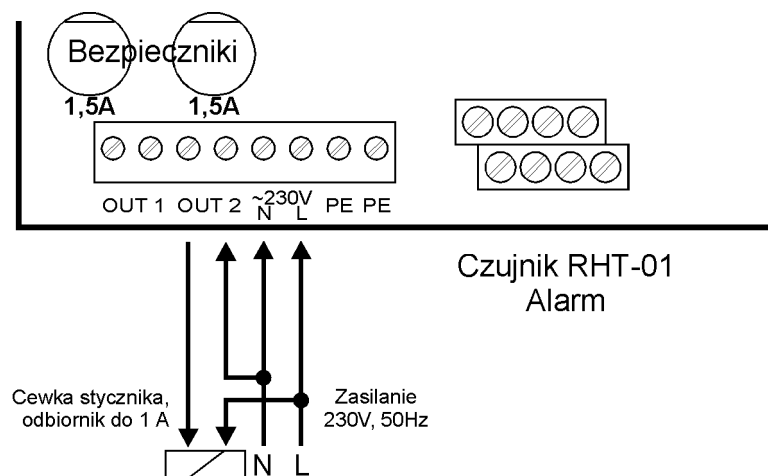 Bezpieczniki
1,5A 1,5A
OUT 1 OUT 2 ~230V PE PE
N L
Czujnik RHT-01
Alarm
Cewka stycznika,
odbiornik do 1 A
Zasilanie
230V, 50Hz
N L